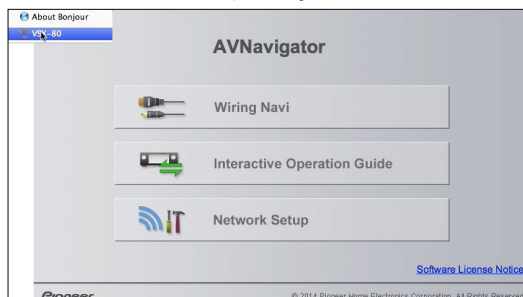 About Bonjour
VSX-80
AVNavigator
Wiring Navi
Interactive Operation Guide
Network Setup
Software License Notice
Pioneer
© 2014 Pioneer Home Electronics Corporation. All Rights Reserved